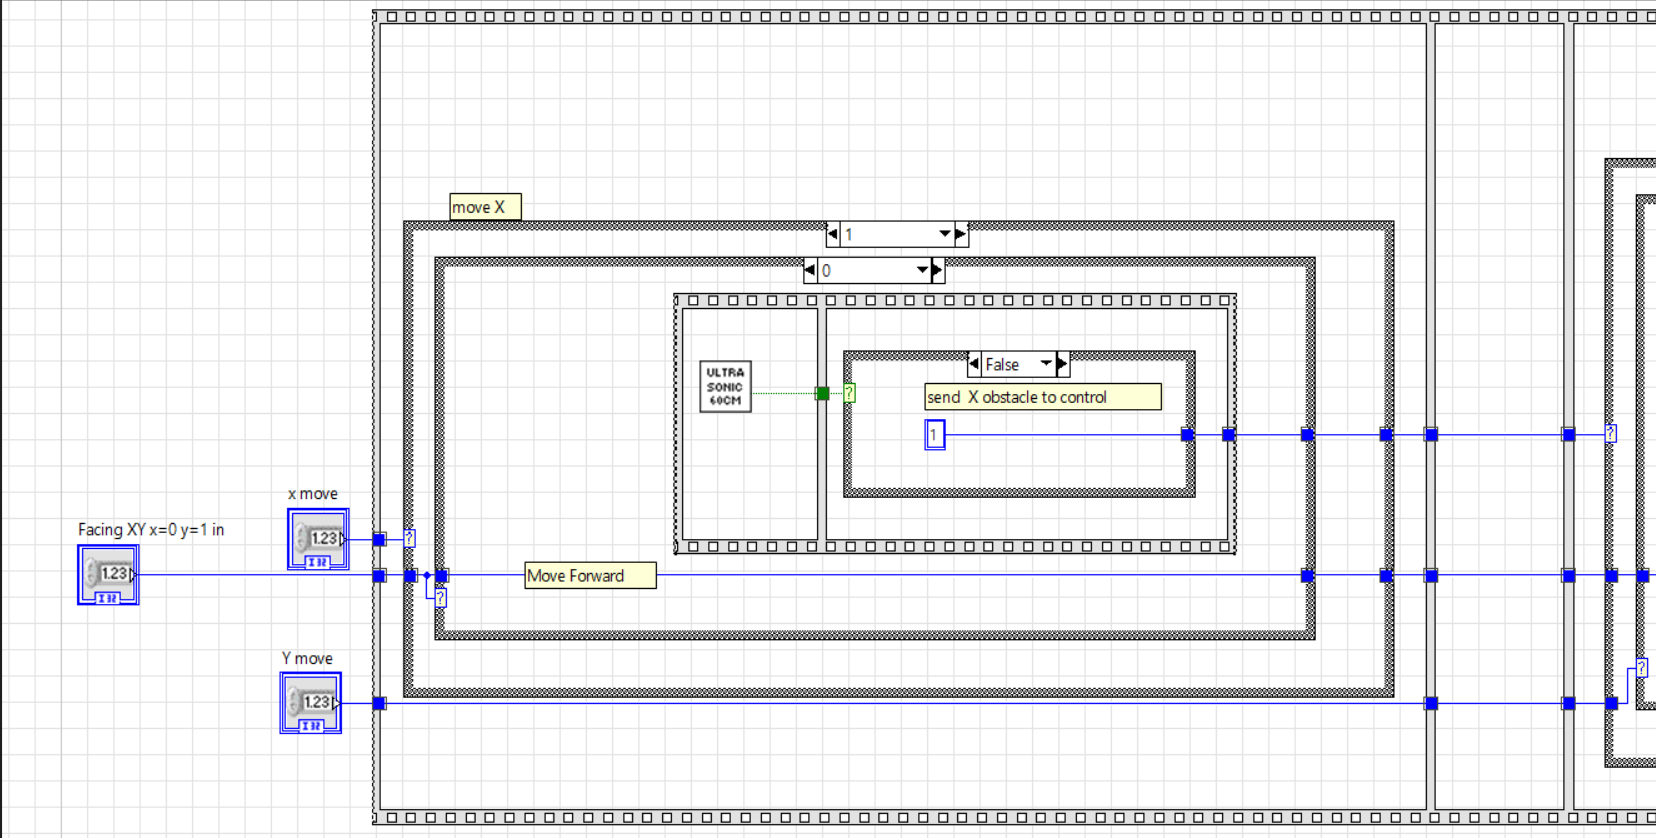 move X
1
0
ULTRA
SONIC
60CM
False
?
send  X obstacle to control
1
?
x move
1.23
I32
?
Facing XY x=0 y=1 in
1.23
I32
Move Forward
?
Y move
1.23
I32
?